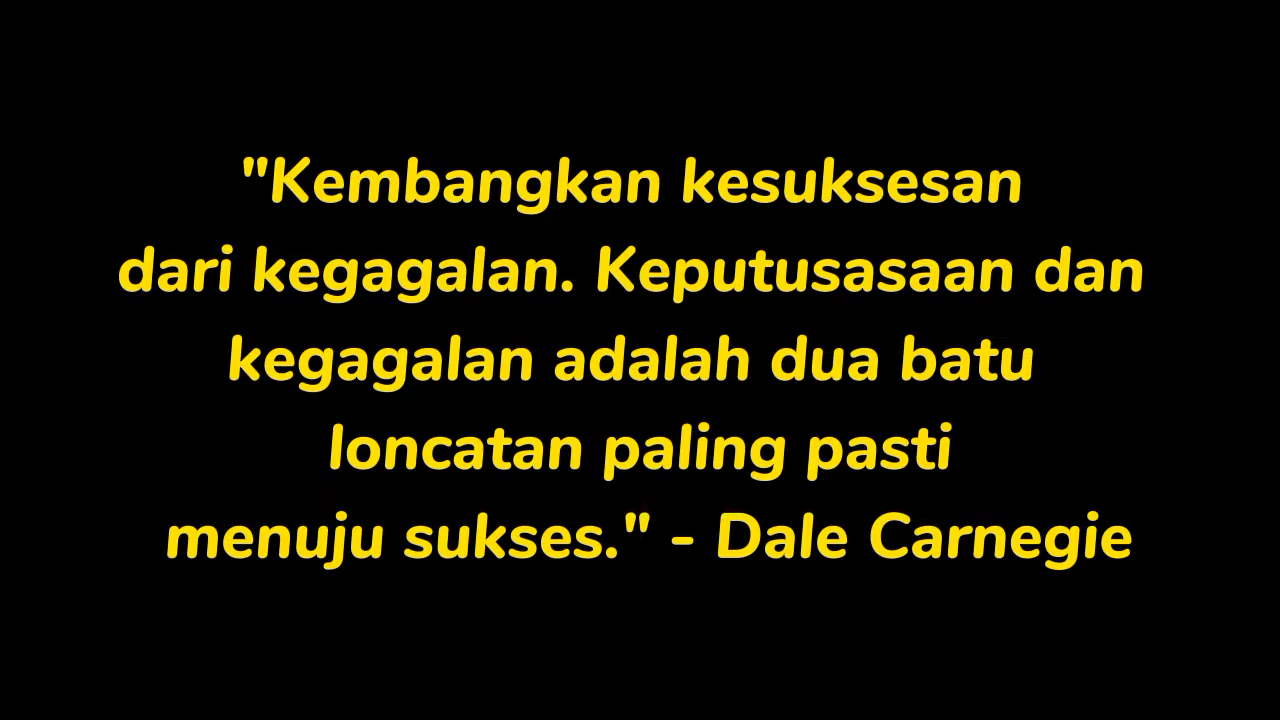 "Kembangkan kesuksesan
dari kegagalan. Keputusasaan dan
kegagalan adalah dua batu
loncatan paling pasti
menuju sukses." - Dale Carnegie